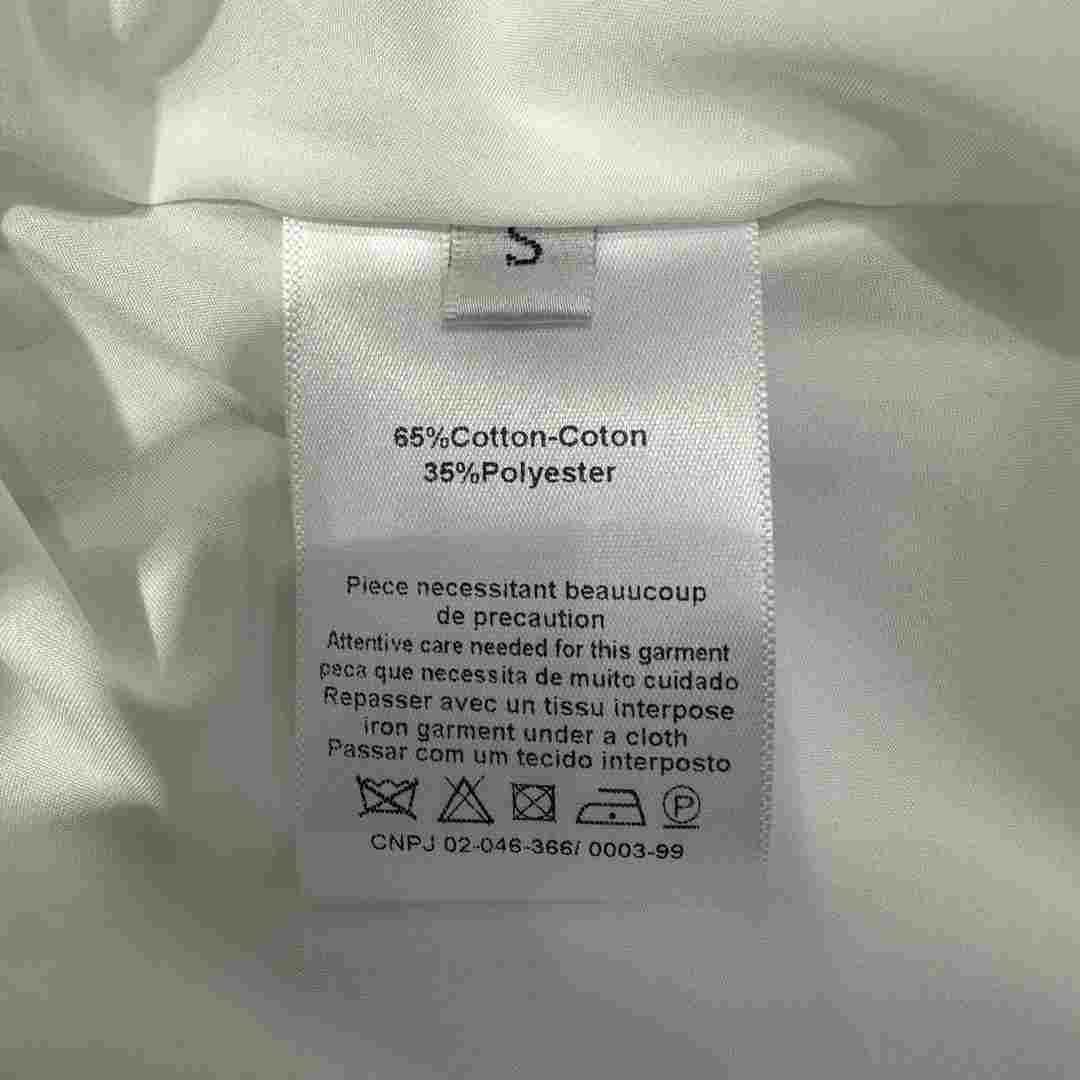 S
65%Cotton-Coton
35%Polyester
Piece necessitant beauucoup
de precaution
Attentive care needed for this garment
peca que necessita de muito cuidado
Repasser avec un tissu interpose
iron garment under a cloth
Passar com um tecido interposto
P
CNPJ 02-046-366/ 0003-99